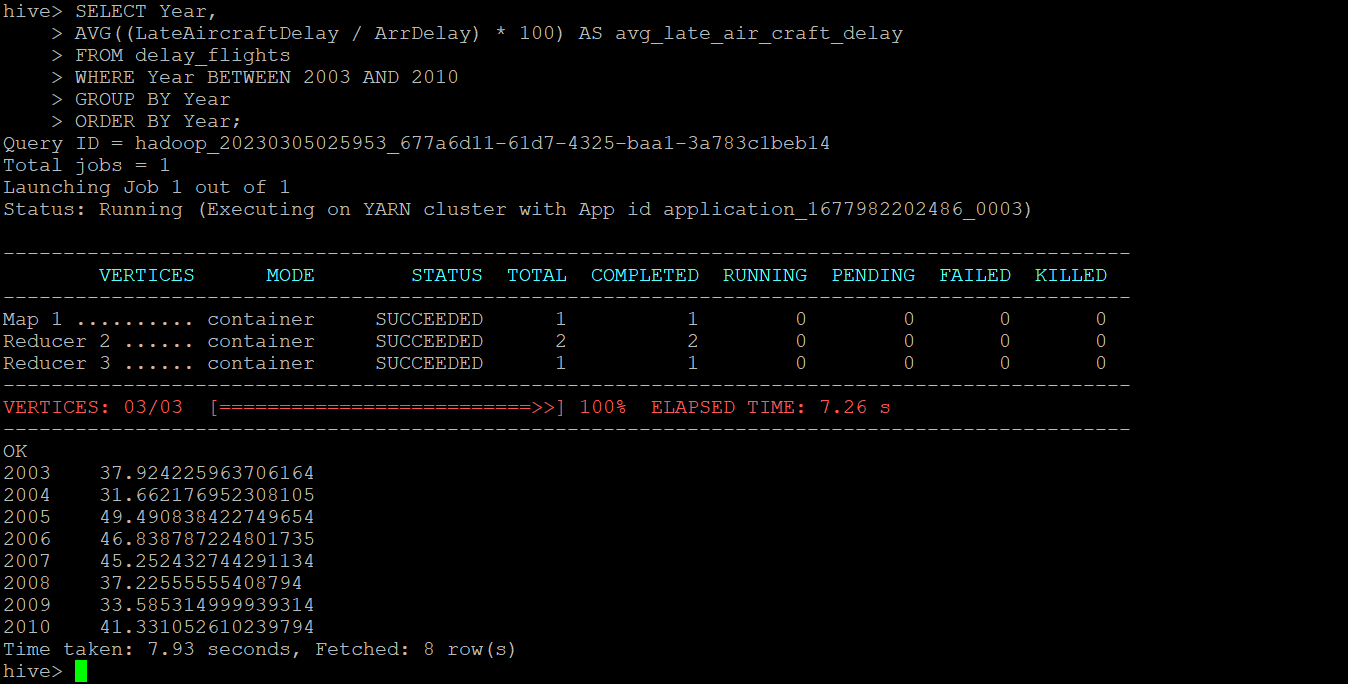 hive> SELECT Year,
    > AVG((LateAircraftDelay / ArrDelay) * 100) AS avg_late_air_craft_delay
    > FROM delay_flights
    > WHERE Year BETWEEN 2003 AND 2010
    > GROUP BY Year
    > ORDER BY Year;
Query ID = hadoop_20230305025953_677a6d11-61d7-4325-baa1-3a783c1beb14
Total jobs = 1
Launching Job 1 out of 1
Status: Running (Executing on YARN cluster with App id application_1677982202486_0003)

----------------------------------------------------------------------------------------------
        VERTICES      MODE        STATUS  TOTAL  COMPLETED  RUNNING  PENDING  FAILED  KILLED
----------------------------------------------------------------------------------------------
Map 1 .......... container     SUCCEEDED      1          1        0        0       0       0
Reducer 2 ...... container     SUCCEEDED      2          2        0        0       0       0
Reducer 3 ...... container     SUCCEEDED      1          1        0        0       0       0
----------------------------------------------------------------------------------------------
VERTICES: 03/03  [==========================>>] 100%  ELAPSED TIME: 7.26 s
----------------------------------------------------------------------------------------------
OK
2003    37.924225963706164
2004    31.662176952308105
2005    49.490838422749654
2006    46.838787224801735
2007    45.252432744291134
2008    37.22555555408794
2009    33.585314999939314
2010    41.331052610239794
Time taken: 7.93 seconds, Fetched: 8 row(s)
hive>